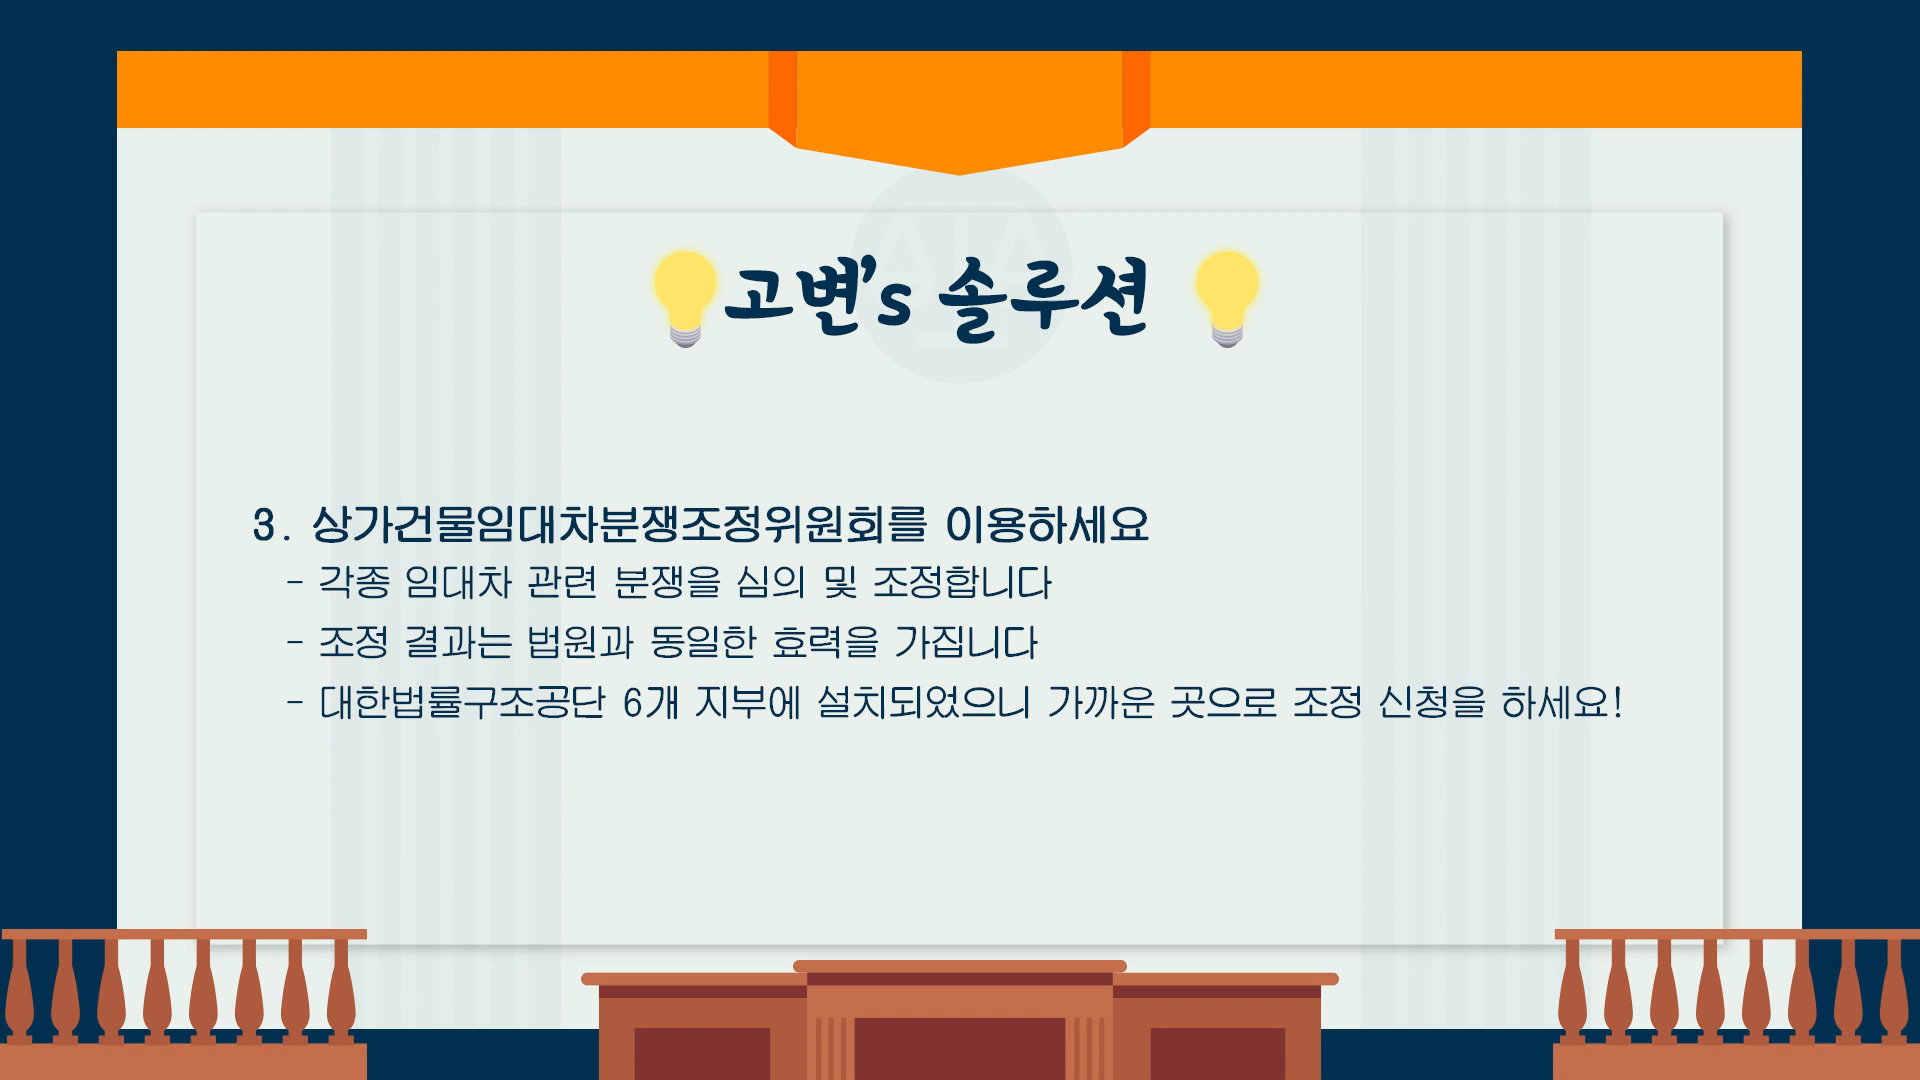 고변's 솔루션
3. 상가건물임대차분쟁조정위원회를 이용하세요
- 각종 임대차 관련 분쟁을 심의 및 조정합니다
- 조정 결과는 법원과 동일한 효력을 가집니다
- 대한법률구조공단 6개 지부에 설치되었으니 가까운 곳으로 조정 신청을 하세요!